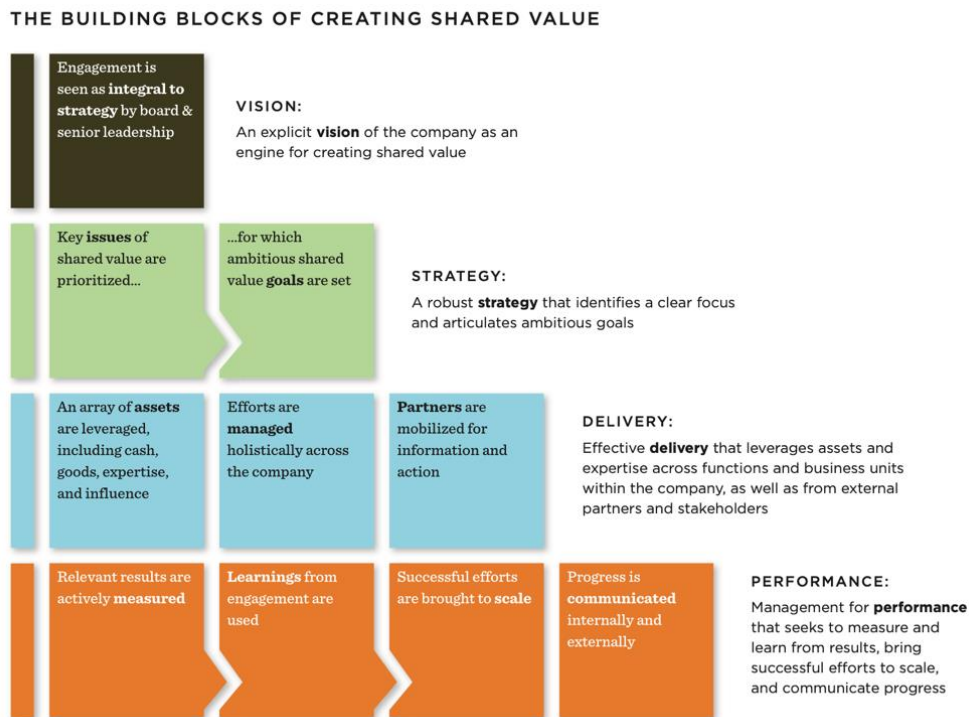 THE BUILDING BLOCKS OF CREATING SHARED VALUE
Engagement is
seen as integral to
strategy by board &
senior leadership
VISION:
An explicit vision of the company as an
engine for creating shared value
Key issues of
shared value are
prioritized...
...for which
ambitious shared
value goals are set
STRATEGY:
A robust strategy that identifies a clear focus
and articulates ambitious goals
An array of assets
are leveraged,
including cash,
goods, expertise,
and influence
Efforts are
managed
holistically across
the company
Partners are
mobilized for
information and
action
DELIVERY:
Effective delivery that leverages assets and
expertise across functions and business units
within the company, as well as from external
partners and stakeholders
Relevant results are
actively measured
Learnings from
engagement are
used
Successful efforts
are brought to scale
Progress is
communicated
internally and
externally
PERFORMANCE:
Management for performance
that seeks to measure and
learn from results, bring
successful efforts to scale,
and communicate progress